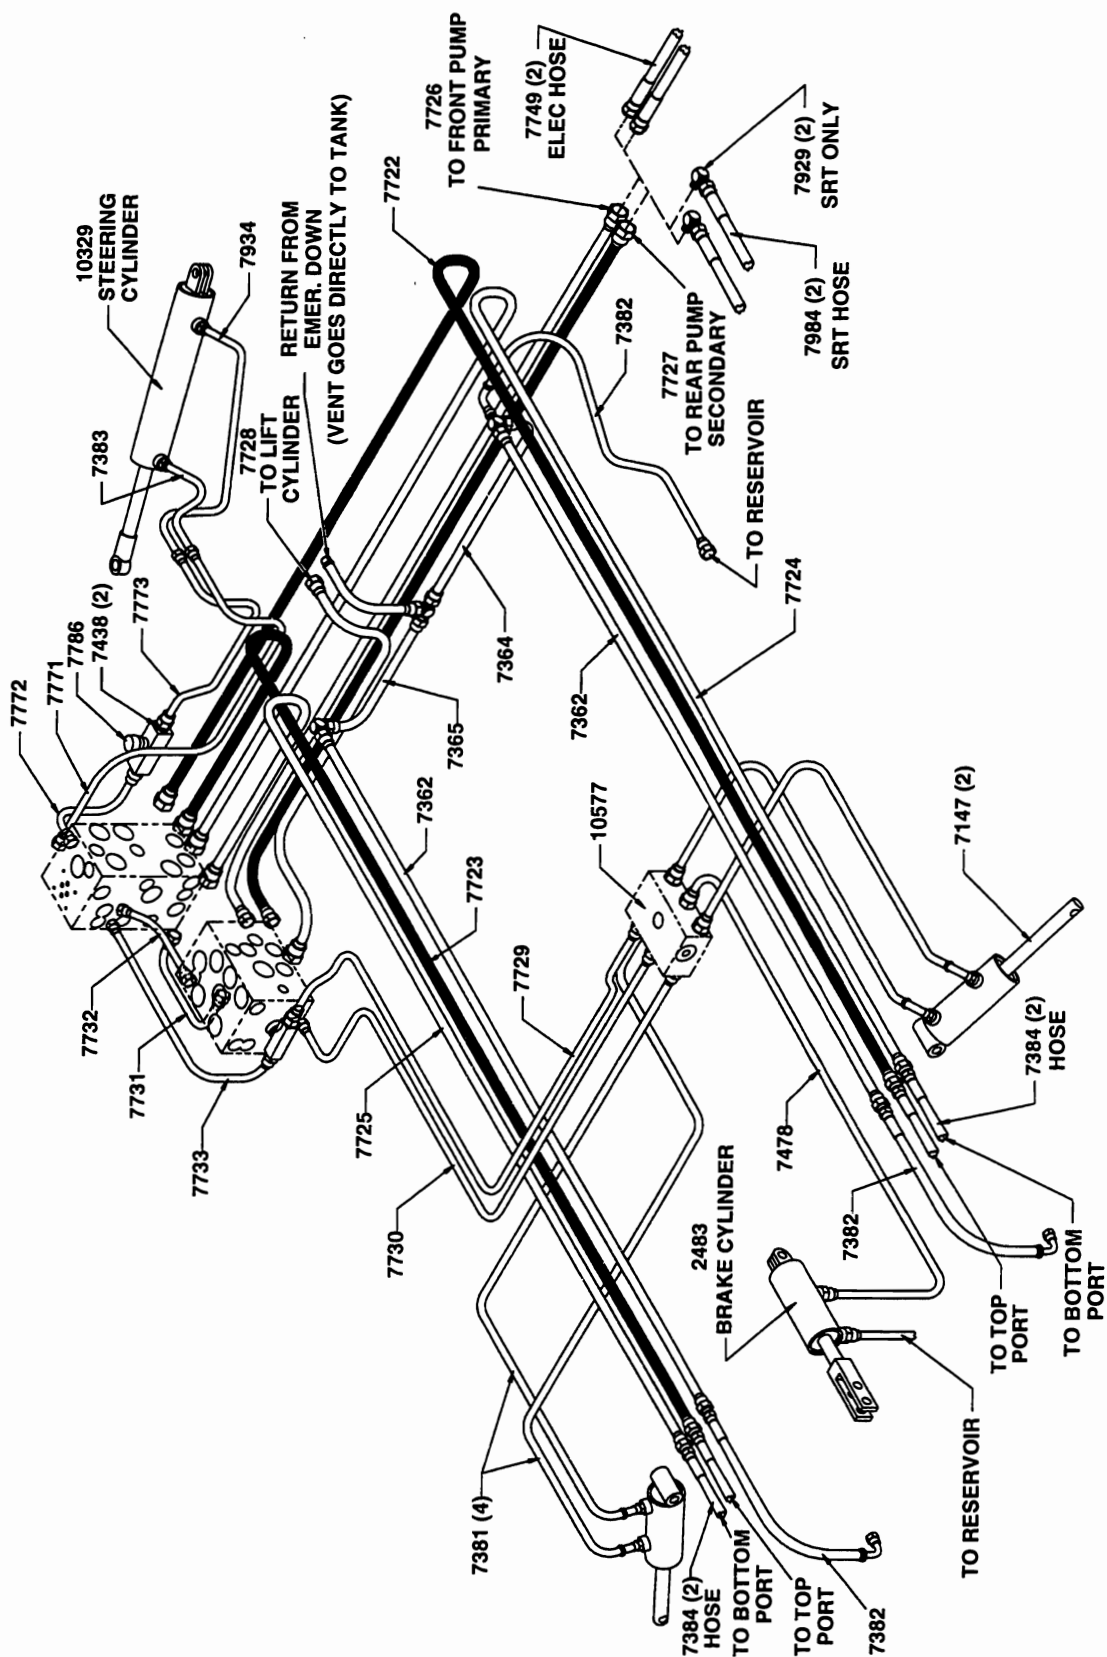 7726
TO FRONT PUMP
PRIMARY
7749 (2)
ELEC HOSE
7929 (2)
SRT ONLY
7984 (2)
SRT HOSE
7722
7727
TO REAR PUMP
SECONDARY
7382
TO RESERVOIR
10329
STEERING
CYLINDER
7934
RETURN FROM
EMER. DOWN
(VENT GOES DIRECTLY TO TANK)
7728
TO LIFT
CYLINDER
7383
7773
7438 (2)
7786
7771
7772
7364
7365
7362
7724
7362
7723
10577
7147 (2)
7732
7731
7733
7725
7729
7730
7478
7384 (2)
HOSE
7382
2483
BRAKE CYLINDER
TO TOP
PORT
TO BOTTOM
PORT
TO RESERVOIR
7381 (4)
7384 (2)
HOSE
TO BOTTOM
PORT
TO TOP
PORT
7382